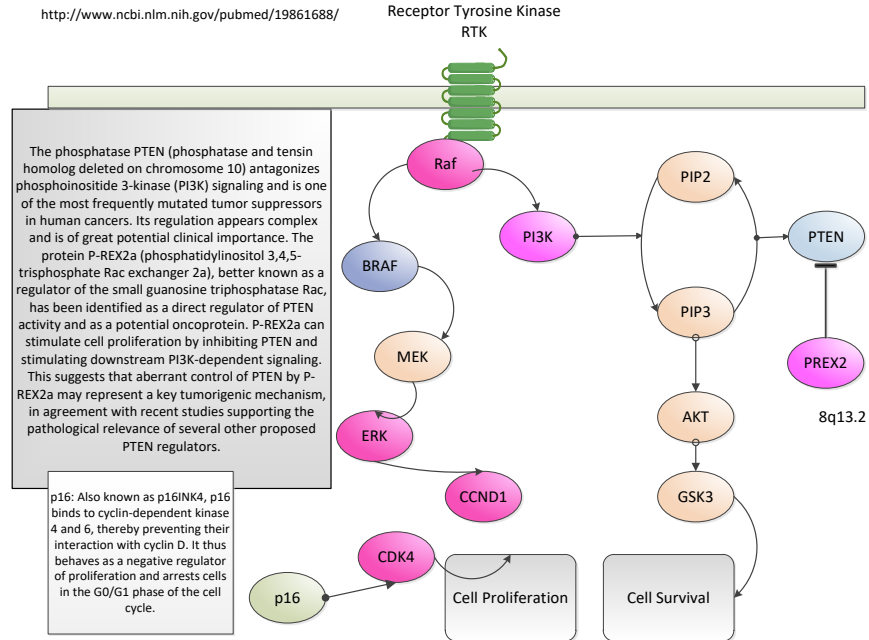 http://www.ncbi.nlm.nih.gov/pubmed/19861688/
Receptor Tyrosine Kinase
RTK
The phosphatase PTEN (phosphatase and tensin
homolog deleted on chromosome 10) antagonizes
phosphoinositide 3-kinase (PI3K) signaling and is one
of the most frequently mutated tumor suppressors
in human cancers. Its regulation appears complex
and is of great potential clinical importance. The
protein P-REX2a (phosphatidylinositol 3,4,5-
trisphosphate Rac exchanger 2a), better known as a
regulator of the small guanosine triphosphatase Rac,
has been identified as a direct regulator of PTEN
activity and as a potential oncoprotein. P-REX2a can
stimulate cell proliferation by inhibiting PTEN and
stimulating downstream PI3K-dependent signaling.
This suggests that aberrant control of PTEN by P-
REX2a may represent a key tumorigenic mechanism,
in agreement with recent studies supporting the
pathological relevance of several other proposed
PTEN regulators.
Raf
PIP2
PI3K
PTEN
BRAF
PIP3
MEK
PREX2
8q13.2
AKT
ERK
CCND1
GSK3
p16: Also known as p16INK4, p16
binds to cyclin-dependent kinase
4 and 6, thereby preventing their
interaction with cyclin D. It thus
behaves as a negative regulator
of proliferation and arrests cells
in the G0/G1 phase of the cell
cycle.
CDK4
p16
Cell Proliferation
Cell Survival